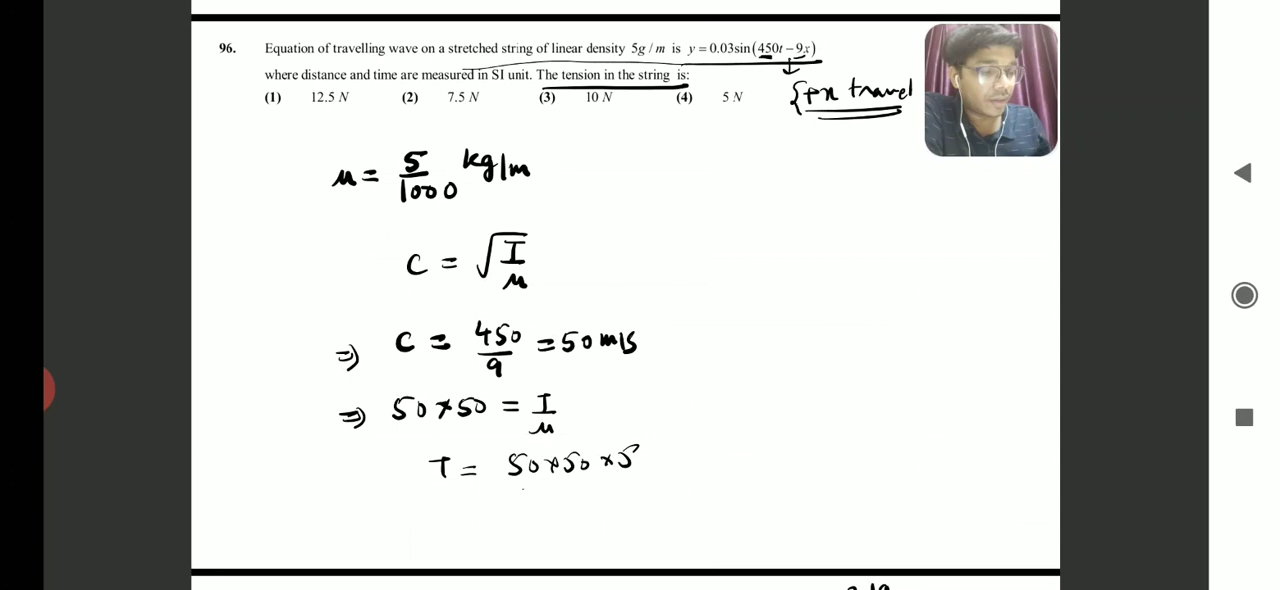 96. Equation of travelling wave on a stretched string of linear density 5g / m is y = 0.03sin(450t − 9x)
where distance and time are measured in SI unit. The tension in the string is:
(1) 12.5 N (2) 7.5 N (3) 10 N (4) 5 N
{+x travel
μ = 5/1000 kg/m
C = √T/μ
⇒ C = 450/9 = 50 m/s
⇒ 50×50 = T/μ
T = 50×50×5